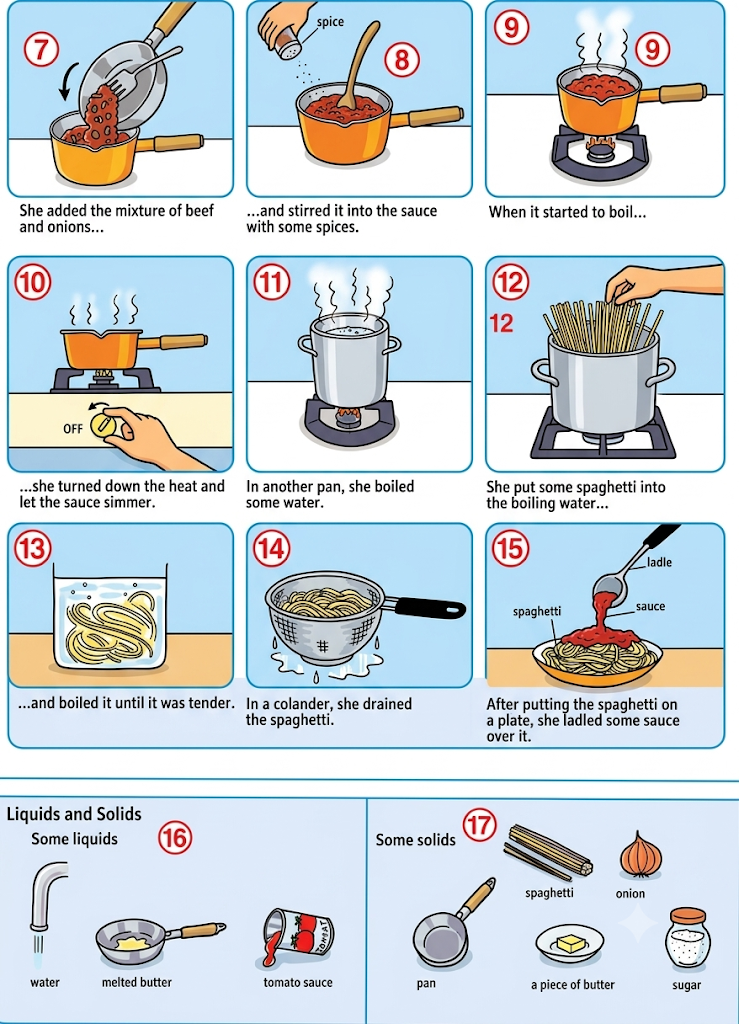 7
spice
8
9
9
She added the mixture of beef
and onions...
...and stirred it into the sauce
with some spices.
When it started to boil...
10
OFF
11
12
12
...she turned down the heat and
let the sauce simmer.
In another pan, she boiled
some water.
She put some spaghetti into
the boiling water...
13
14
15
ladle
sauce
spaghetti
...and boiled it until it was tender.
In a colander, she drained
the spaghetti.
After putting the spaghetti on
a plate, she ladled some sauce
over it.
Liquids and Solids
Some liquids
16
water
melted butter
tomato sauce
Some solids
17
spaghetti
onion
pan
a piece of butter
sugar